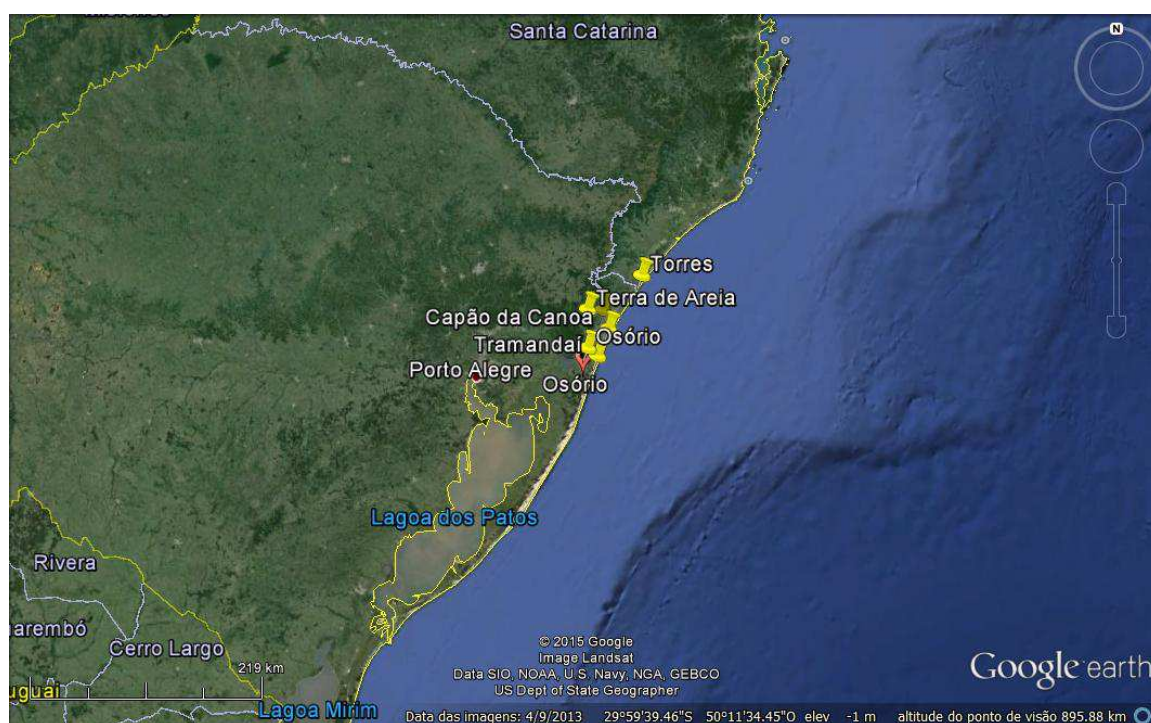 Santa Catarina
N
Torres
Terra de Areia
Capão da Canoa
Osório
Tramandaí
Porto Alegre
Osório
Lagoa dos Patos
Rivera
arembó
Cerro Largo
219 km
uguai
Lagoa Mirim
© 2015 Google
Image Landsat
Data SIO, NOAA, U.S. Navy, NGA, GEBCO
US Dept of State Geographer
Google earth
Data das imagens: 4/9/2013 29°59'39.46"S 50°11'34.45"O elev -1 m altitude do ponto de visão 895.88 km